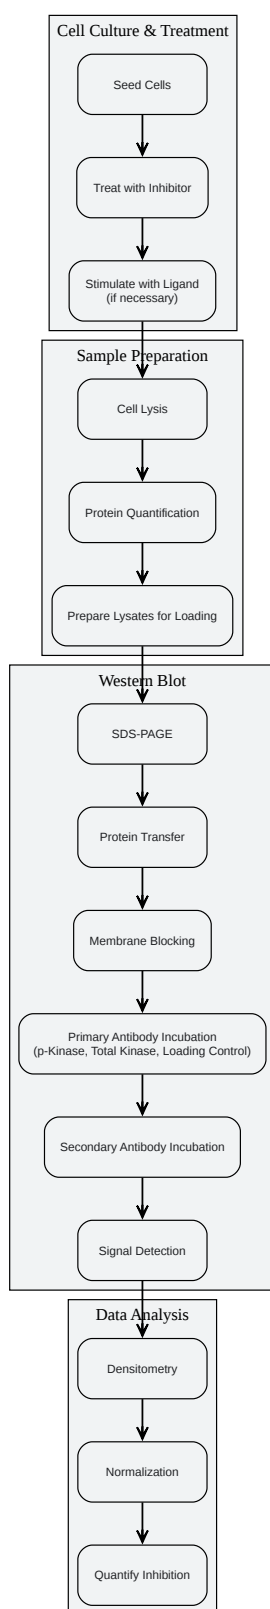 Cell Culture & Treatment
Seed Cells
Treat with Inhibitor
Stimulate with Ligand
(if necessary)
Sample Preparation
Cell Lysis
Protein Quantification
Prepare Lysates for Loading
Western Blot
SDS-PAGE
Protein Transfer
Membrane Blocking
Primary Antibody Incubation
(p-Kinase, Total Kinase, Loading Control)
Secondary Antibody Incubation
Signal Detection
Data Analysis
Densitometry
Normalization
Quantify Inhibition